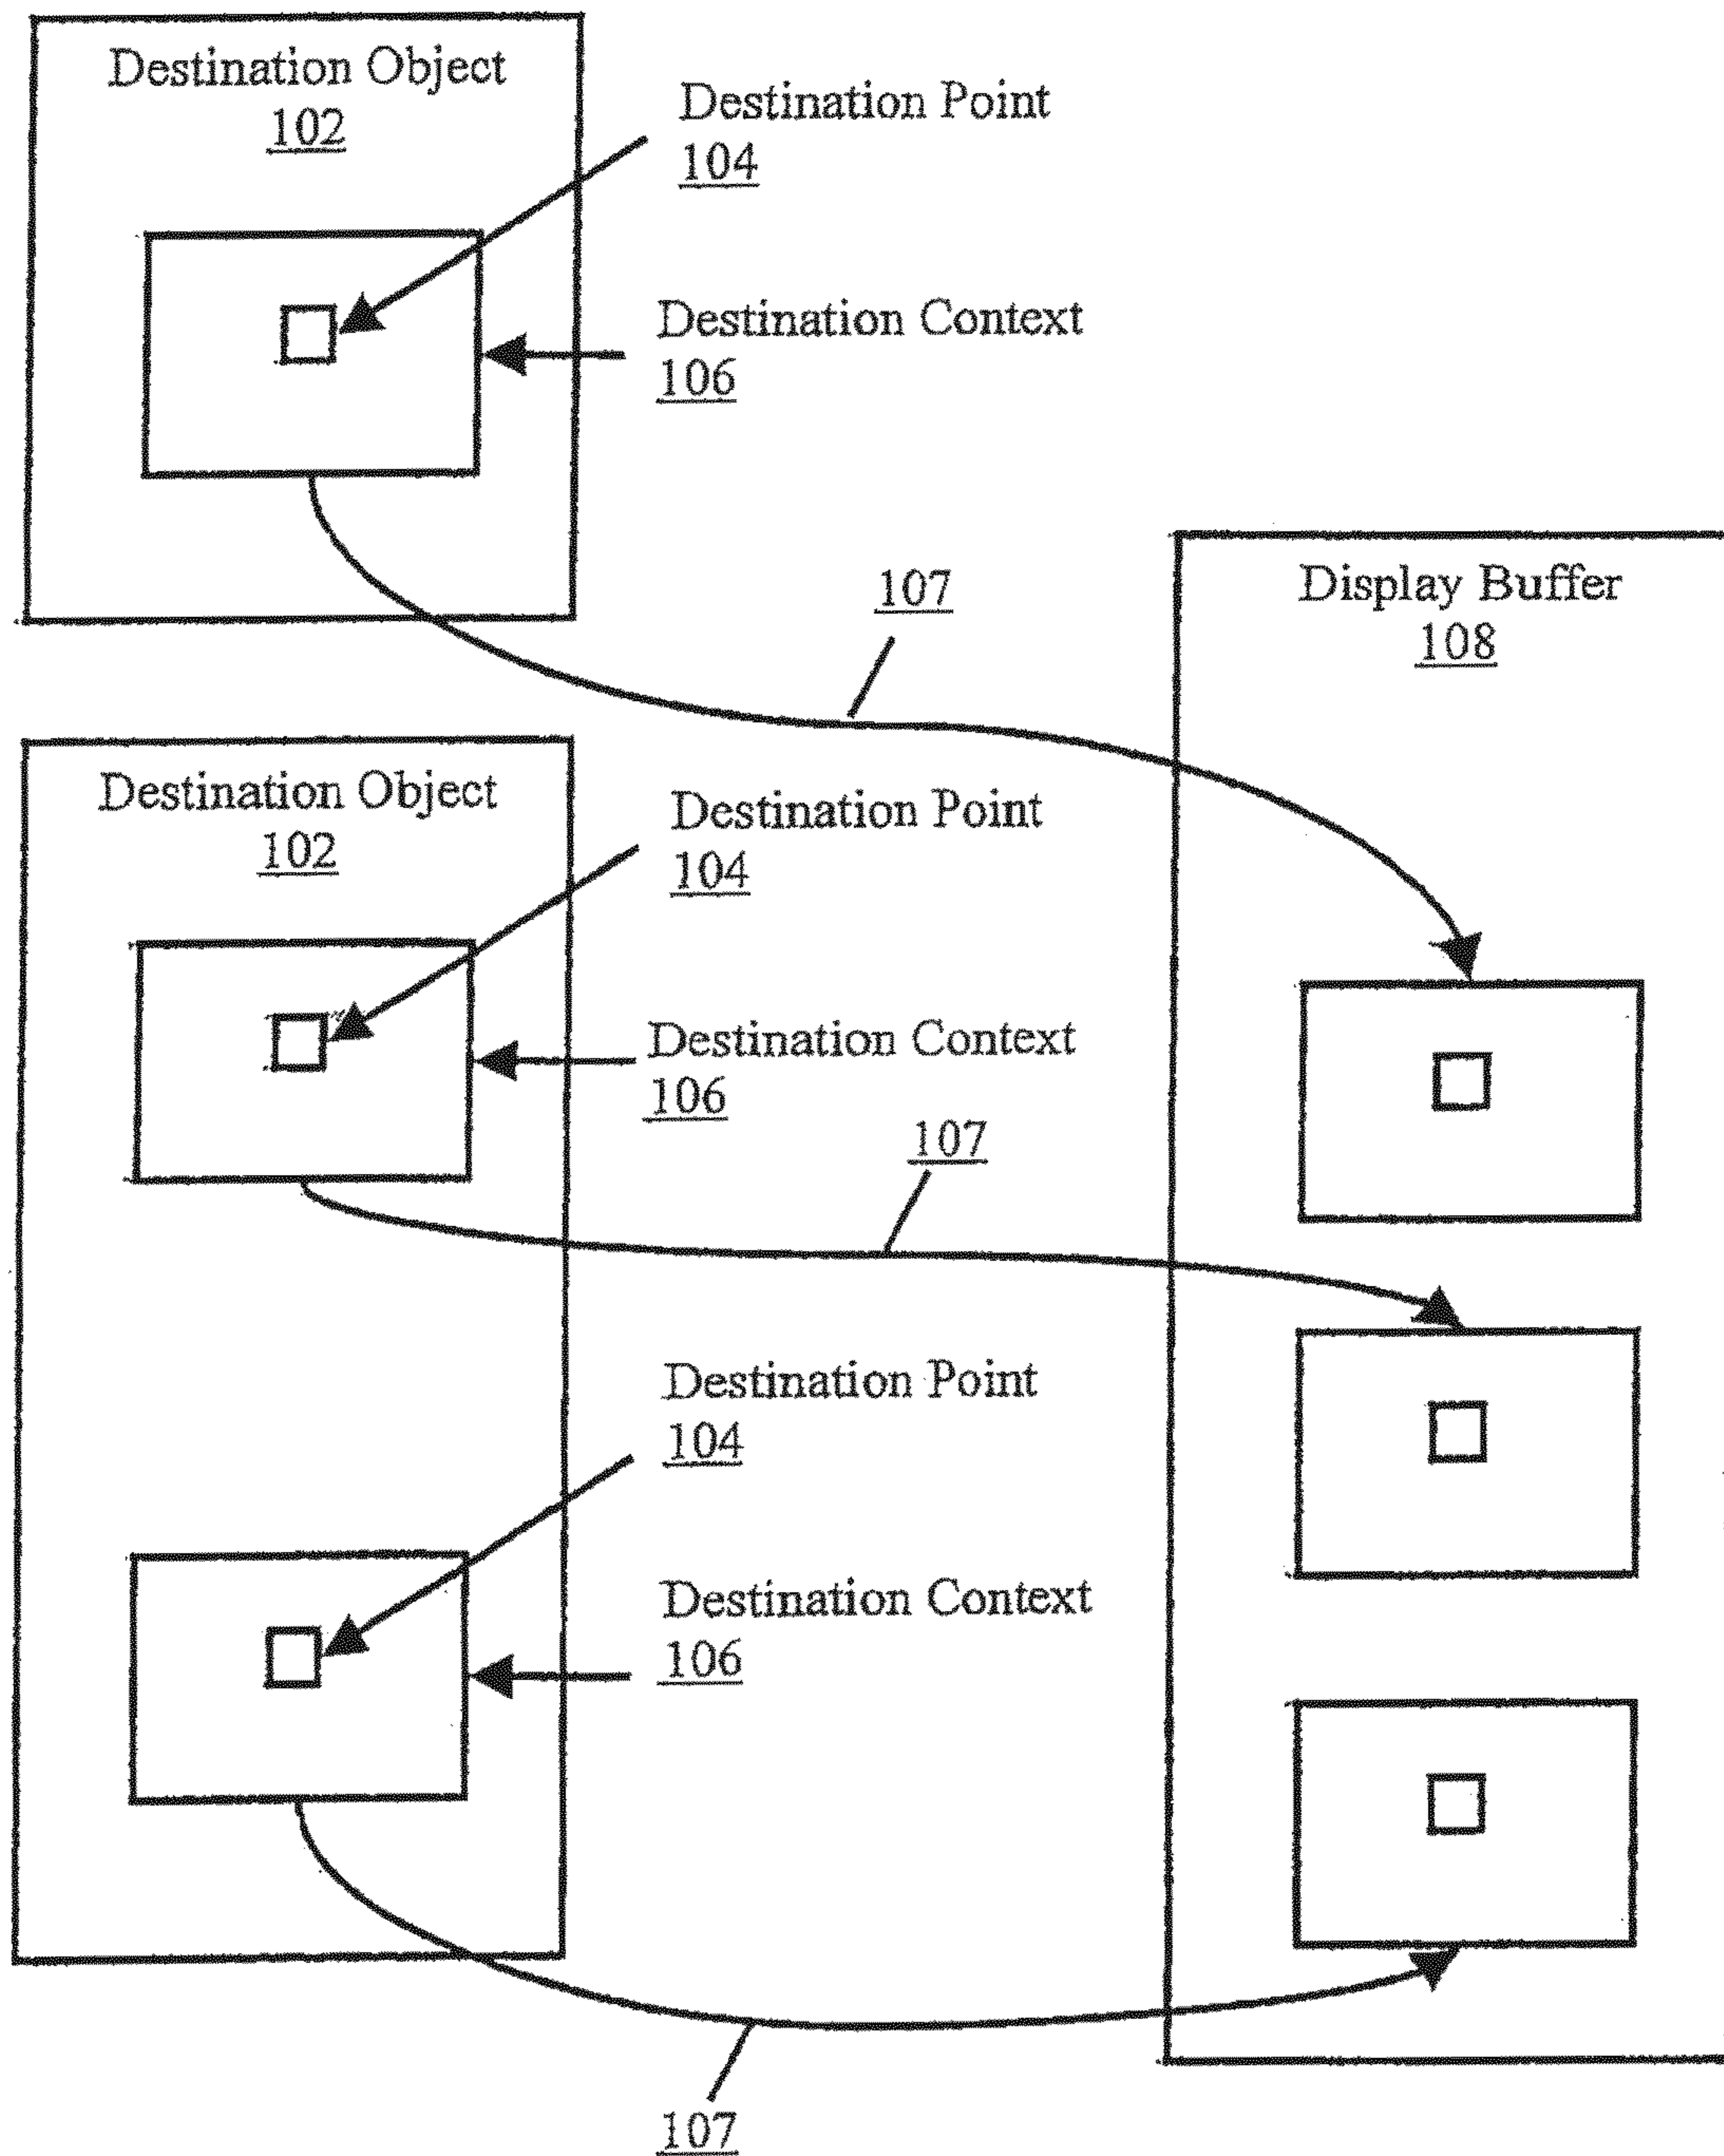 Destination Object
102
Destination Point
104
Destination Context
106
107
Display Buffer
108
Destination Object
102
Destination Point
104
Destination Context
106
107
Destination Point
104
Destination Context
106
107